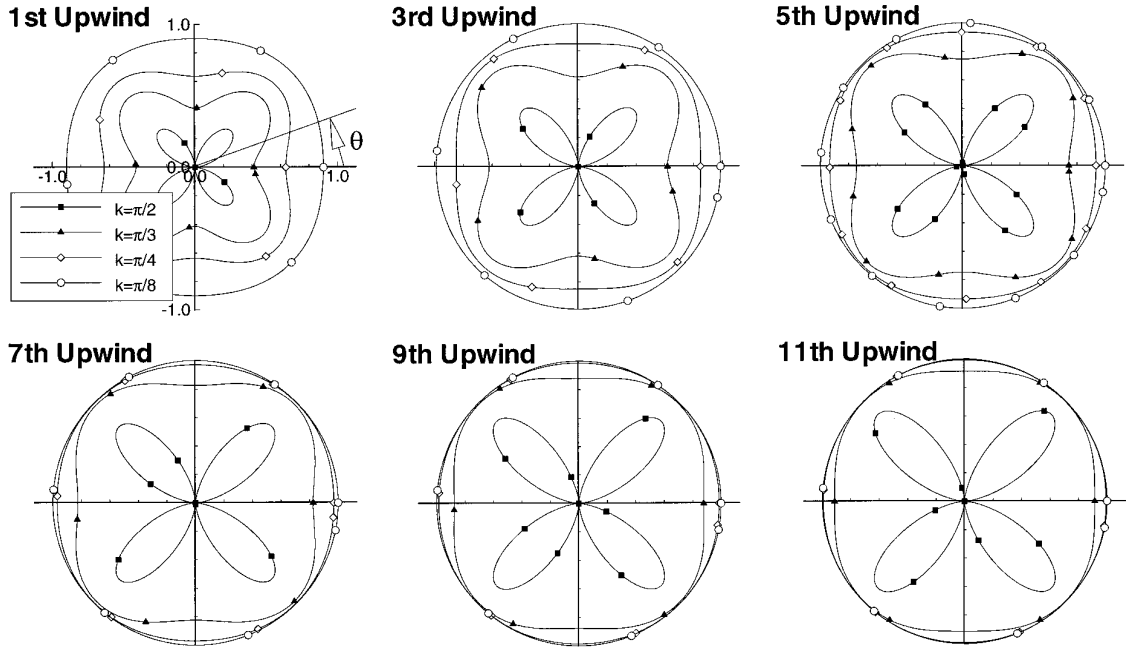 1st Upwind
3rd Upwind
5th Upwind
1.0
θ
-1.0
0.0
0.0
1.0
k=π/2
k=π/3
k=π/4
k=π/8
-1.0
7th Upwind
9th Upwind
11th Upwind